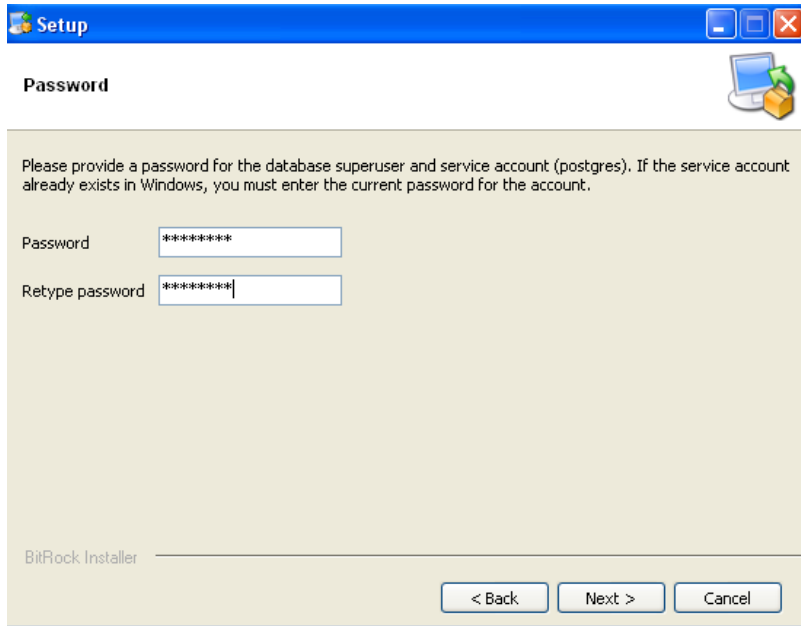 Setup
Password
Please provide a password for the database superuser and service account (postgres). If the service account
already exists in Windows, you must enter the current password for the account.
Password ********
Retype password ********
BitRock Installer
< Back Next > Cancel